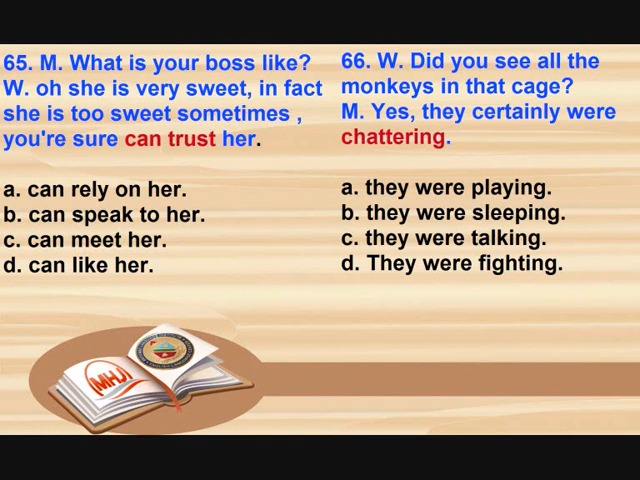 65. M. What is your boss like?
W. oh she is very sweet, in fact
she is too sweet sometimes ,
you're sure can trust her.
a. can rely on her.
b. can speak to her.
c. can meet her.
d. can like her.
66. W. Did you see all the
monkeys in that cage?
M. Yes, they certainly were
chattering.
a. they were playing.
b. they were sleeping.
c. they were talking.
d. They were fighting.
(MHJ)